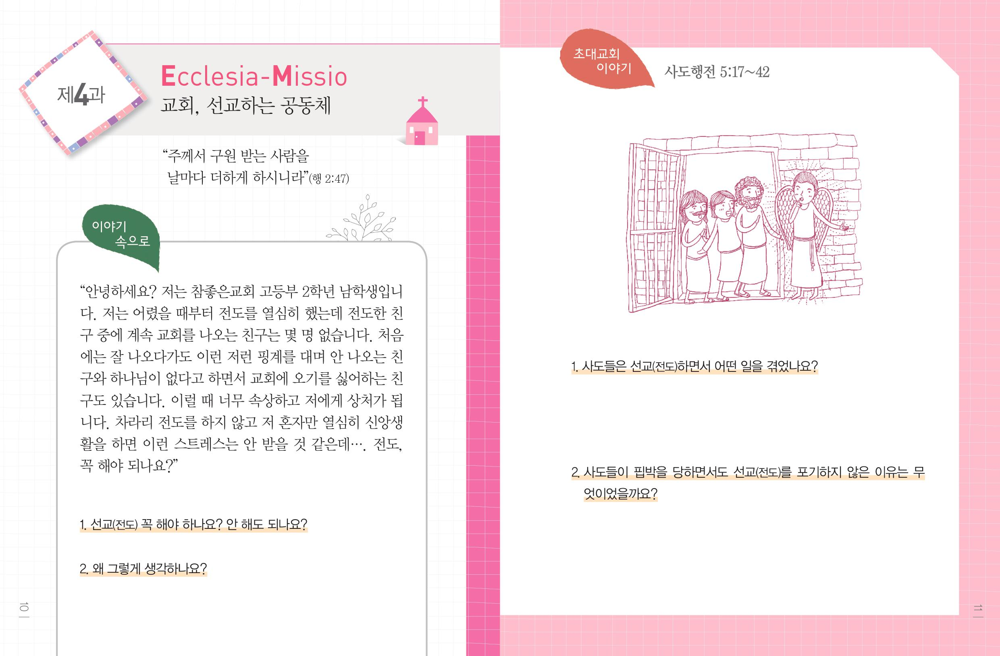 제4과
Ecclesia-Missio
교회, 선교하는 공동체
“주께서 구원 받는 사람을
날마다 더하게 하시니라”(행 2:47)
이야기
속으로
“안녕하세요? 저는 참좋은교회 고등부 2학년 남학생입니
다. 저는 어렸을 때부터 전도를 열심히 했는데 전도한 친
구 중에 계속 교회를 나오는 친구는 몇 명 없습니다. 처음
에는 잘 나오다가도 이런 저런 핑계를 대며 안 나오는 친
구와 하나님이 없다고 하면서 교회에 오기를 싫어하는 친
구도 있습니다. 이럴 때 너무 속상하고 저에게 상처가 됩
니다. 차라리 전도를 하지 않고 저 혼자만 열심히 신앙생
활을 하면 이런 스트레스는 안 받을 것 같은데…. 전도,
꼭 해야 되나요?”
1. 선교(전도) 꼭 해야 하나요? 안 해도 되나요?
2. 왜 그렇게 생각하나요?
10
초대교회
이야기
사도행전 5:17~42
1. 사도들은 선교(전도)하면서 어떤 일을 겪었나요?
2. 사도들이 핍박을 당하면서도 선교(전도)를 포기하지 않은 이유는 무
엇이었을까요?
11